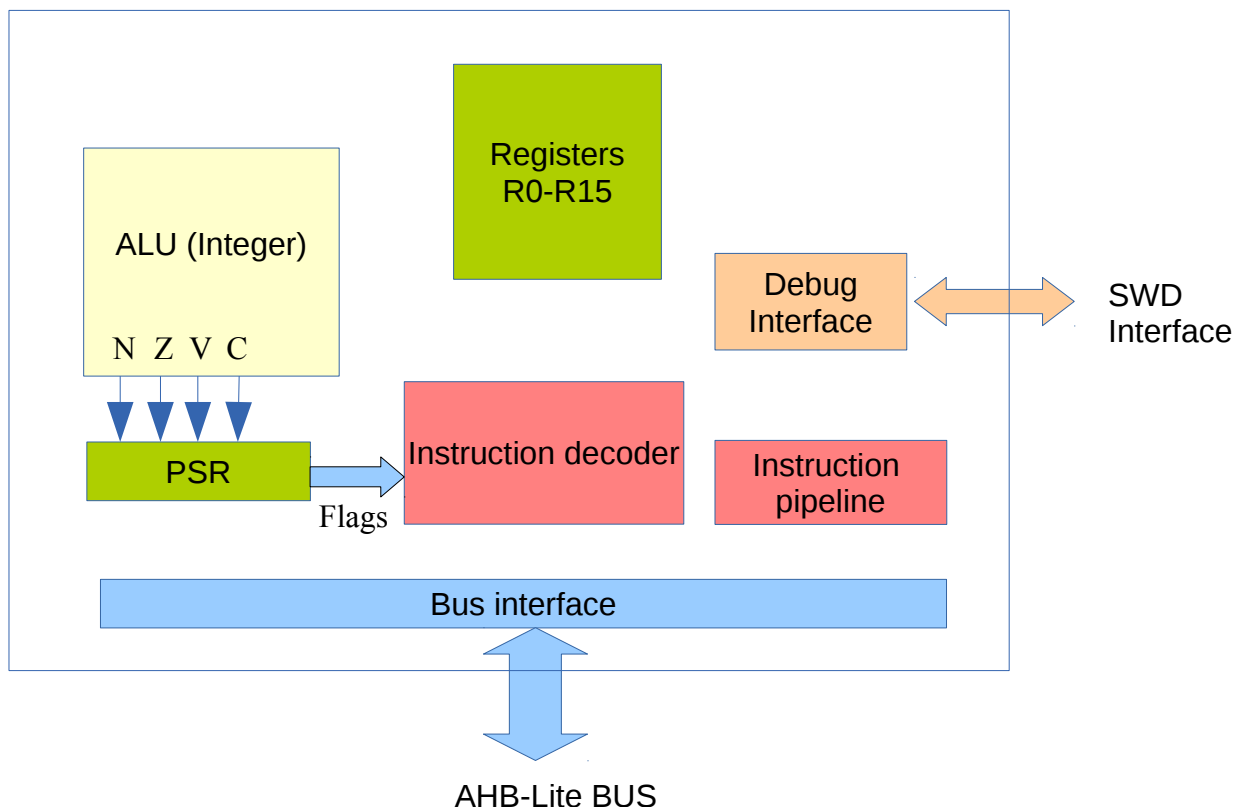 Registers
R0-R15
ALU (Integer)
N Z V C
Debug
Interface
SWD
Interface
PSR
Flags
Instruction decoder
Instruction
pipeline
Bus interface
AHB-Lite BUS